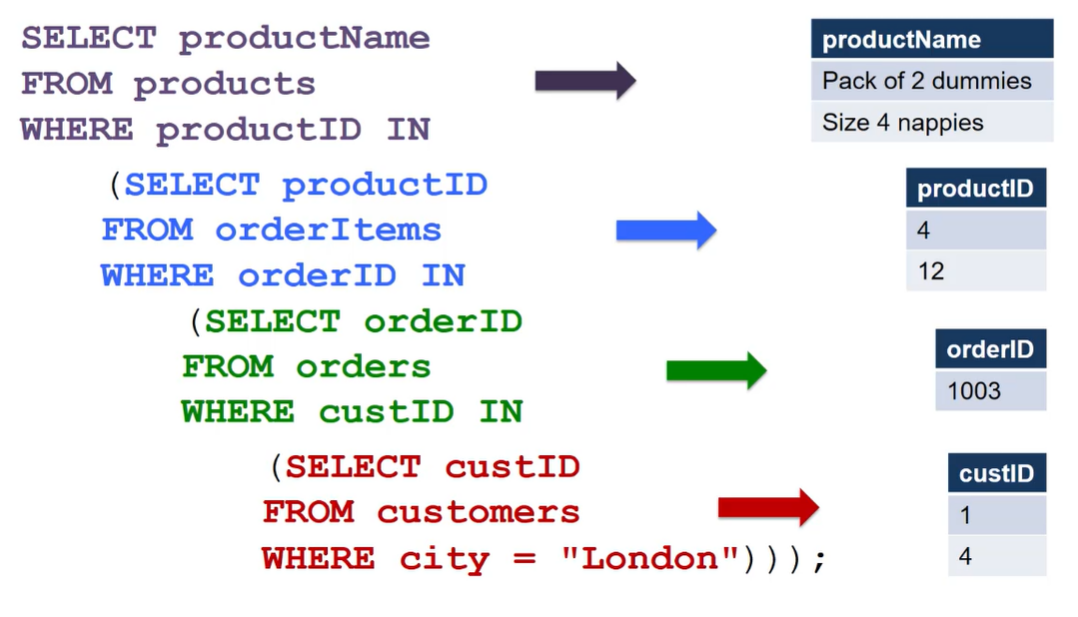 SELECT productName
FROM products
WHERE productID IN
(SELECT productID
FROM orderItems
WHERE orderID IN
(SELECT orderID
FROM orders
WHERE custID IN
(SELECT custID
FROM customers
WHERE city = "London")));
productName
Pack of 2 dummies
Size 4 nappies
productID
4
12
orderID
1003
custID
1
4